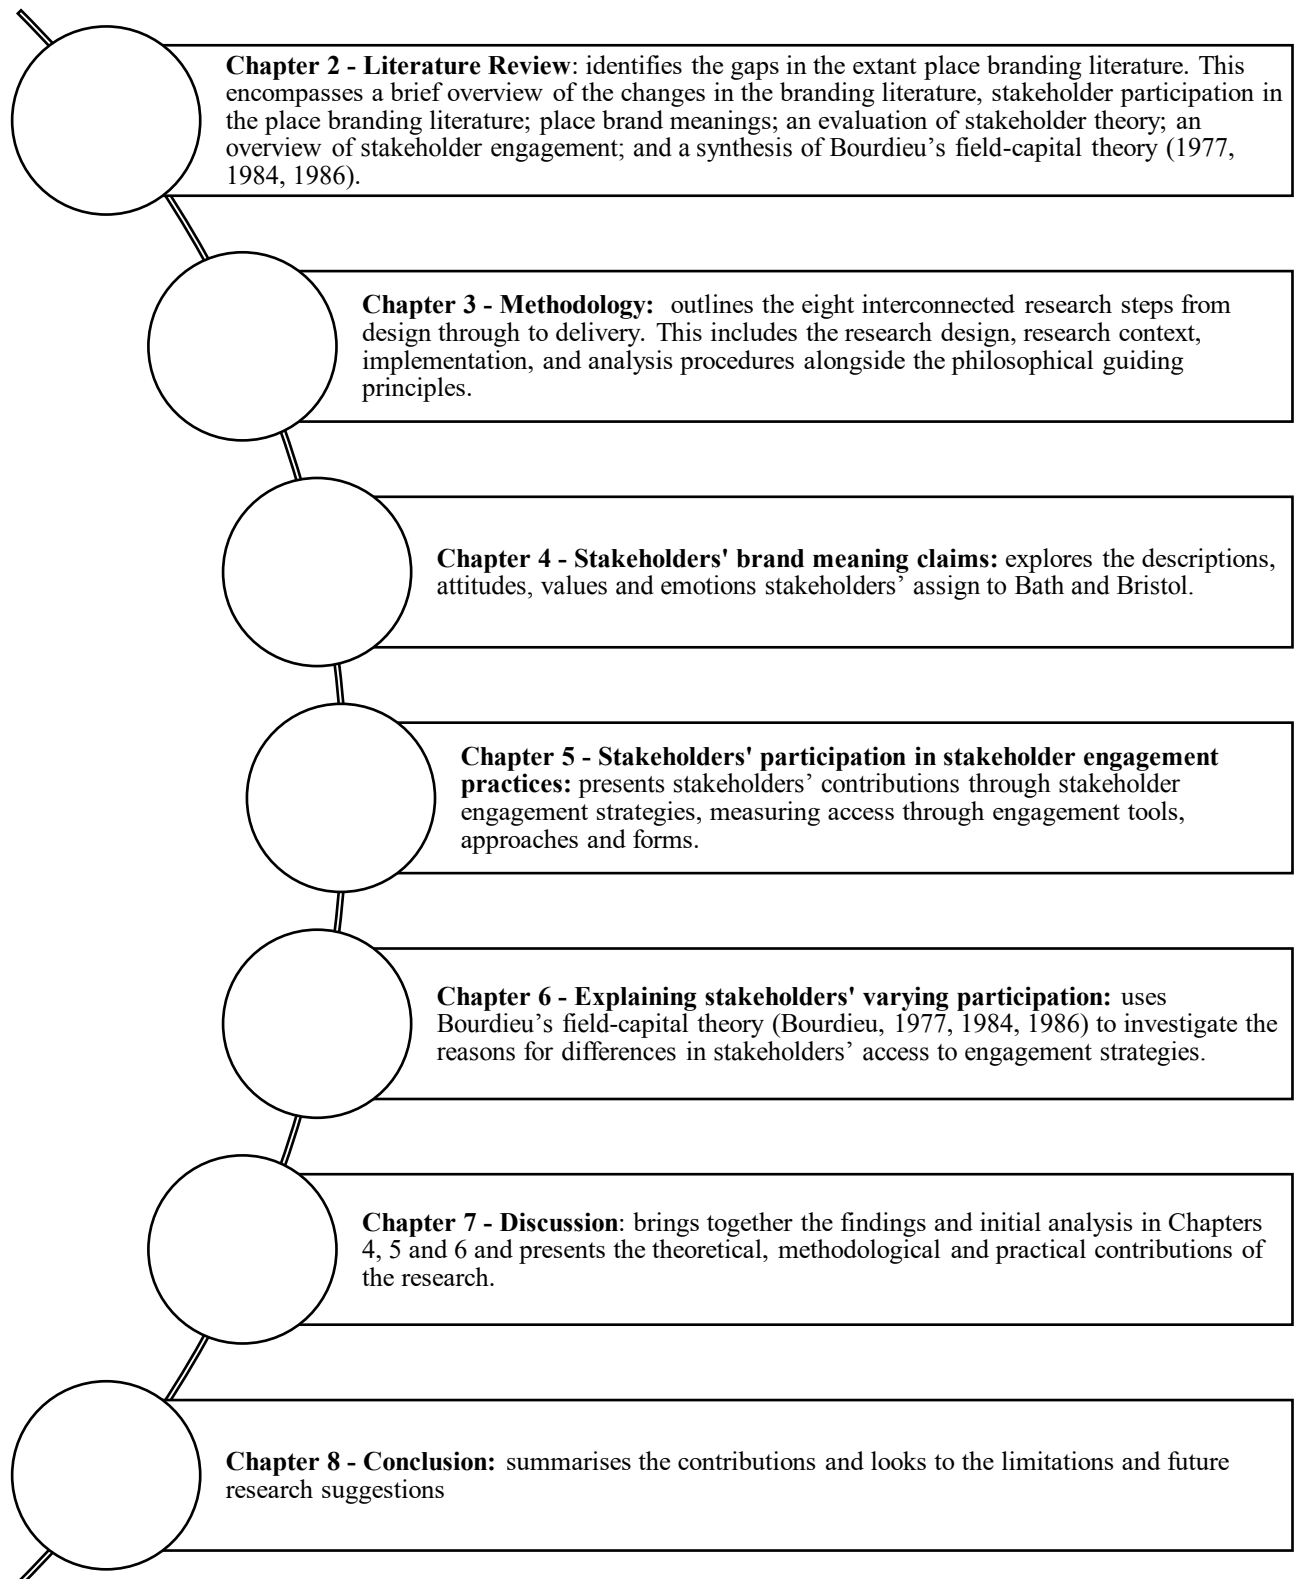 Chapter 2 - Literature Review: identifies the gaps in the extant place branding literature. This
encompasses a brief overview of the changes in the branding literature, stakeholder participation in
the place branding literature; place brand meanings; an evaluation of stakeholder theory; an
overview of stakeholder engagement; and a synthesis of Bourdieu’s field-capital theory (1977,
1984, 1986).
Chapter 3 - Methodology: outlines the eight interconnected research steps from
design through to delivery. This includes the research design, research context,
implementation, and analysis procedures alongside the philosophical guiding
principles.
Chapter 4 - Stakeholders' brand meaning claims: explores the descriptions,
attitudes, values and emotions stakeholders’ assign to Bath and Bristol.
Chapter 5 - Stakeholders' participation in stakeholder engagement
practices: presents stakeholders’ contributions through stakeholder
engagement strategies, measuring access through engagement tools,
approaches and forms.
Chapter 6 - Explaining stakeholders' varying participation: uses
Bourdieu’s field-capital theory (Bourdieu, 1977, 1984, 1986) to investigate the
reasons for differences in stakeholders’ access to engagement strategies.
Chapter 7 - Discussion: brings together the findings and initial analysis in Chapters
4, 5 and 6 and presents the theoretical, methodological and practical contributions of
the research.
Chapter 8 - Conclusion: summarises the contributions and looks to the limitations and future
research suggestions